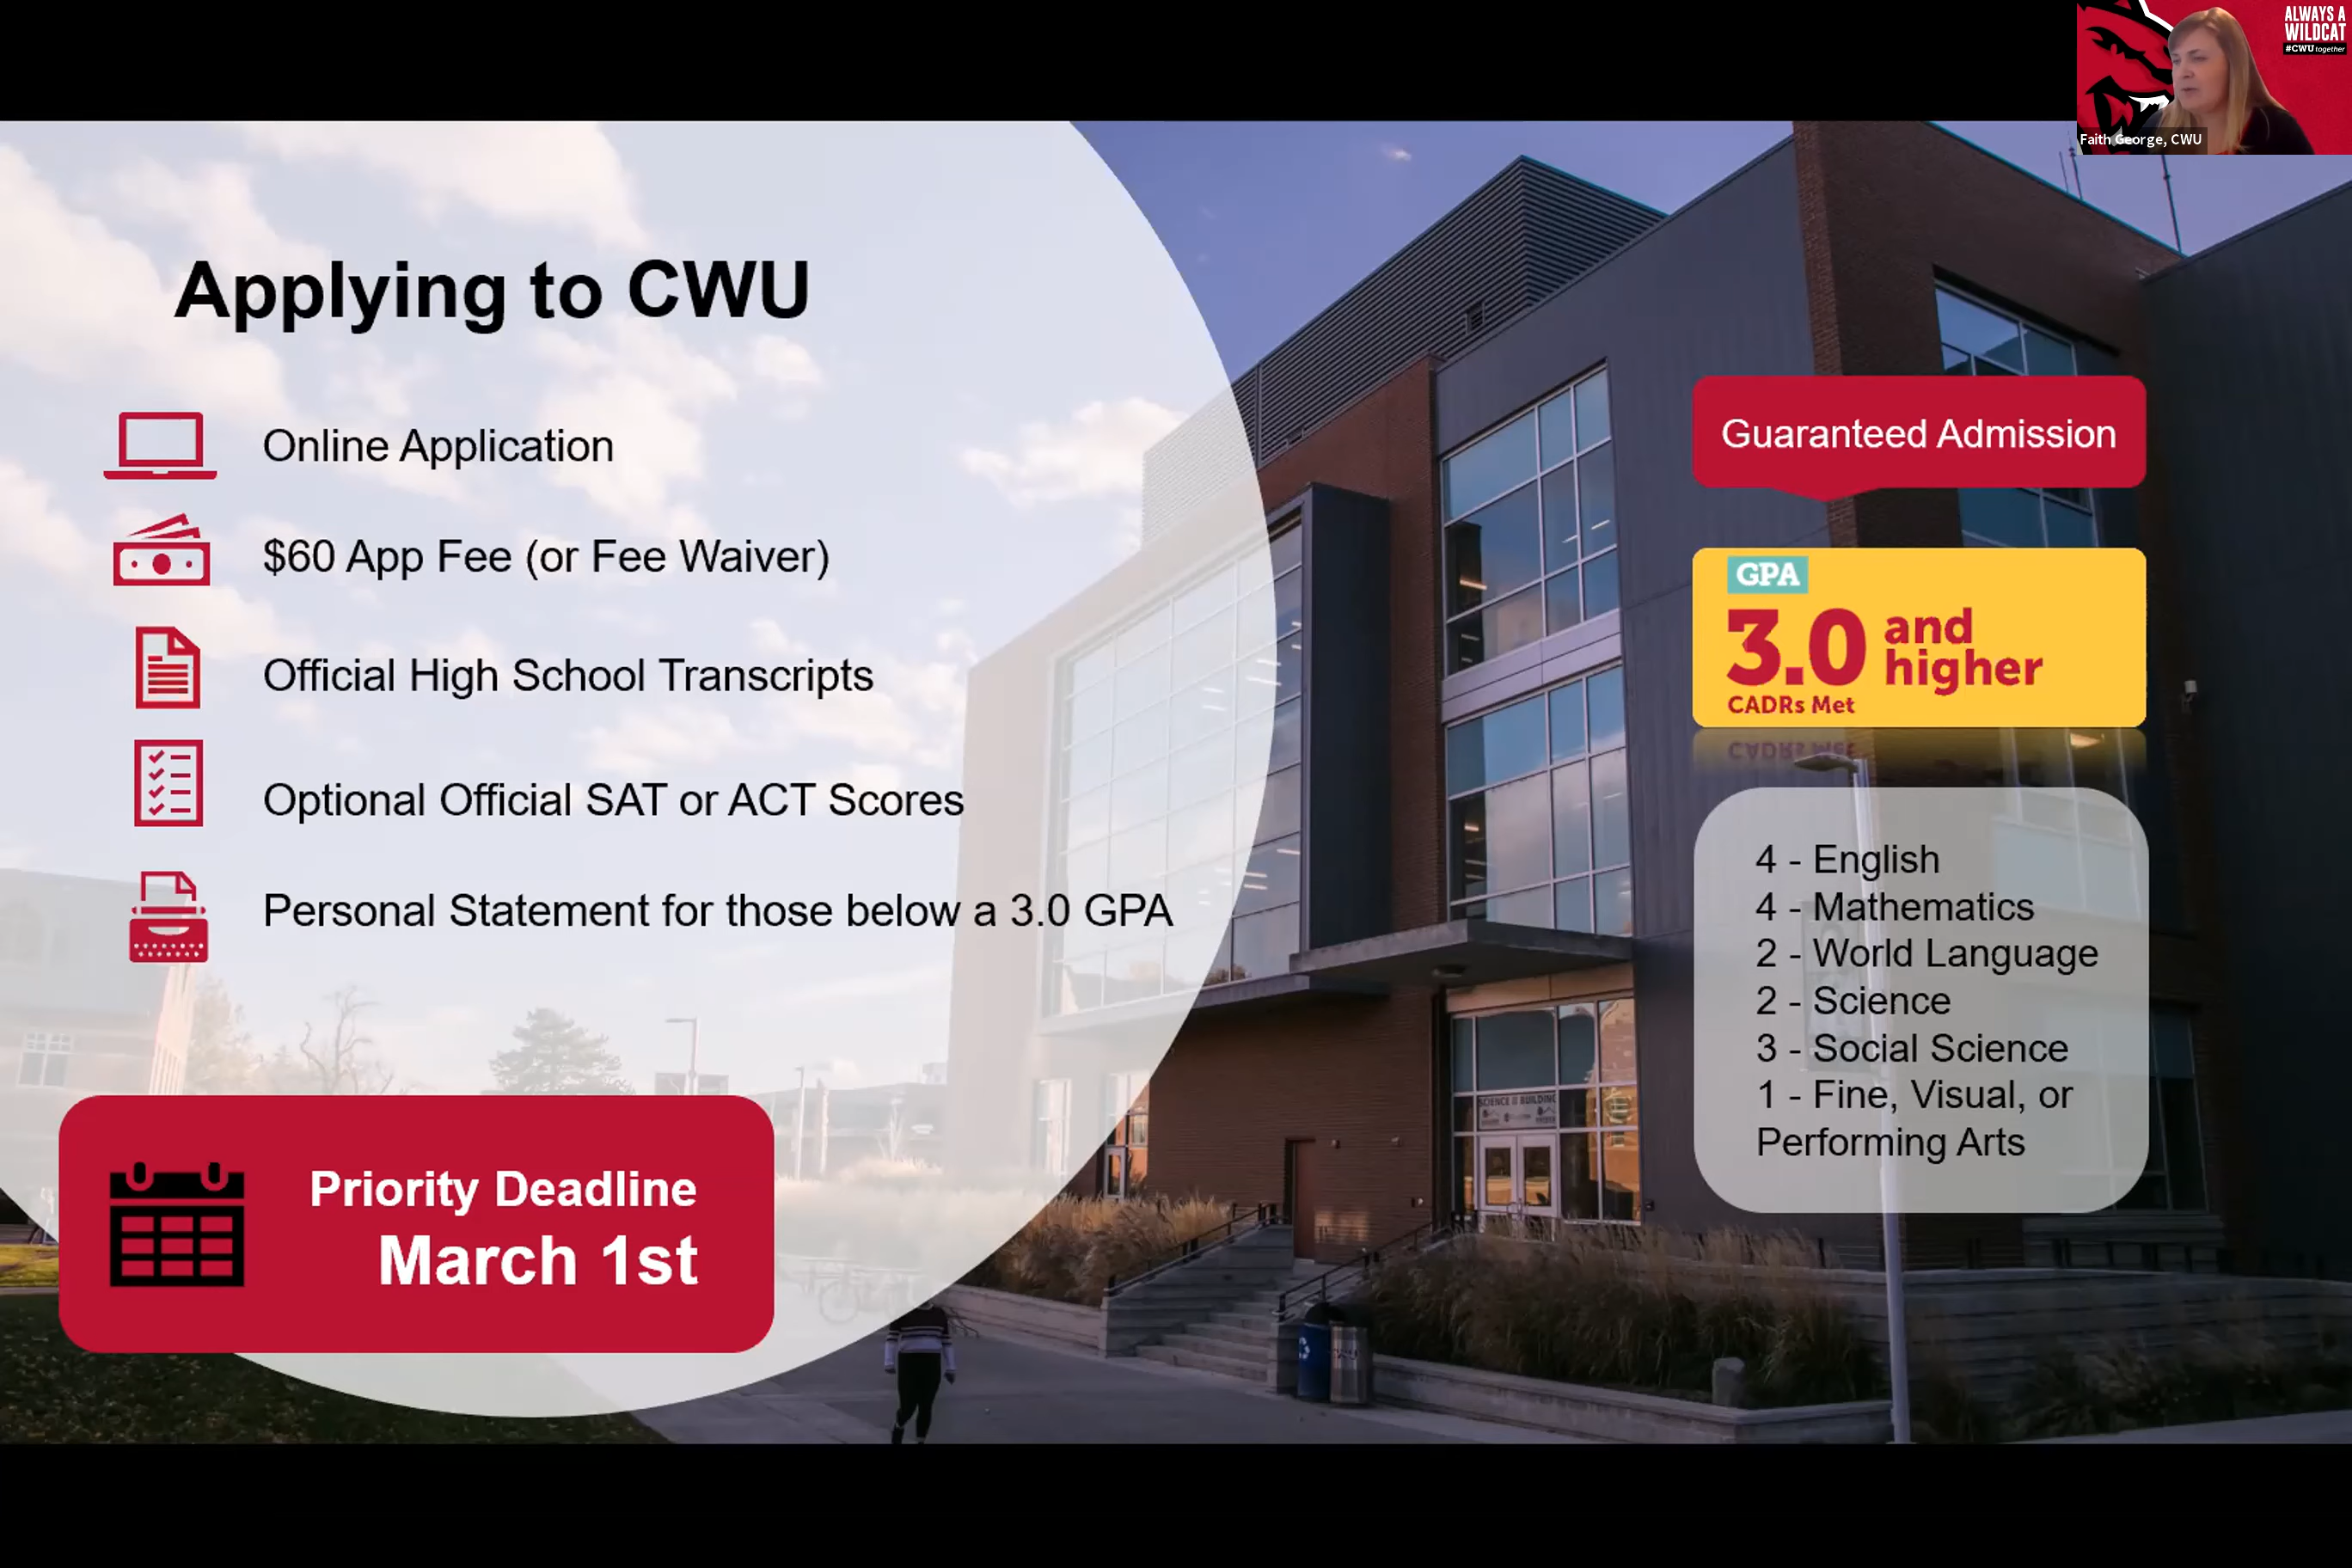 ALWAYS A
WILDCAT
#CWU together
Faith George, CWU
Applying to CWU
Online Application
$60 App Fee (or Fee Waiver)
Official High School Transcripts
Optional Official SAT or ACT Scores
Personal Statement for those below a 3.0 GPA
Priority Deadline
March 1st
Guaranteed Admission
GPA
3.0 and
higher
CADRs Met
4 - English
4 - Mathematics
2 - World Language
2 - Science
3 - Social Science
1 - Fine, Visual, or
Performing Arts
SCIENCE II BUILDING